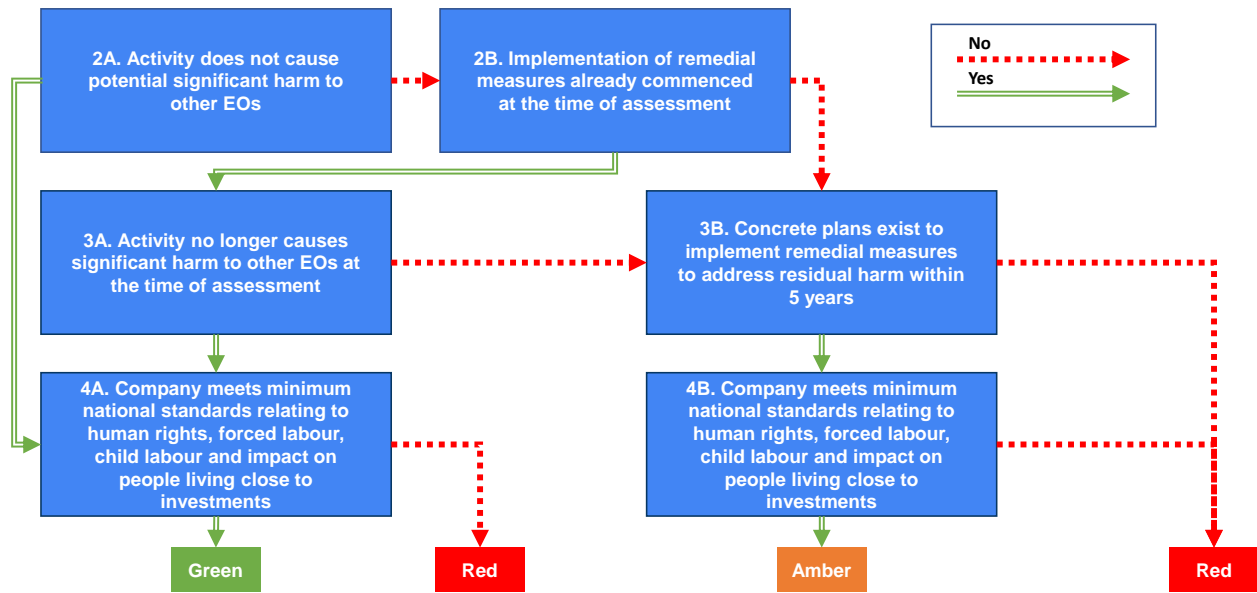 2A. Activity does not cause
potential significant harm to
other EOs
2B. Implementation of remedial
measures already commenced
at the time of assessment
No
Yes
3A. Activity no longer causes
significant harm to other EOs at
the time of assessment
3B. Concrete plans exist to
implement remedial measures
to address residual harm within
5 years
4A. Company meets minimum
national standards relating to
human rights, forced labour,
child labour and impact on
people living close to
investments
4B. Company meets minimum
national standards relating to
human rights, forced labour,
child labour and impact on
people living close to
investments
Green
Red
Amber
Red